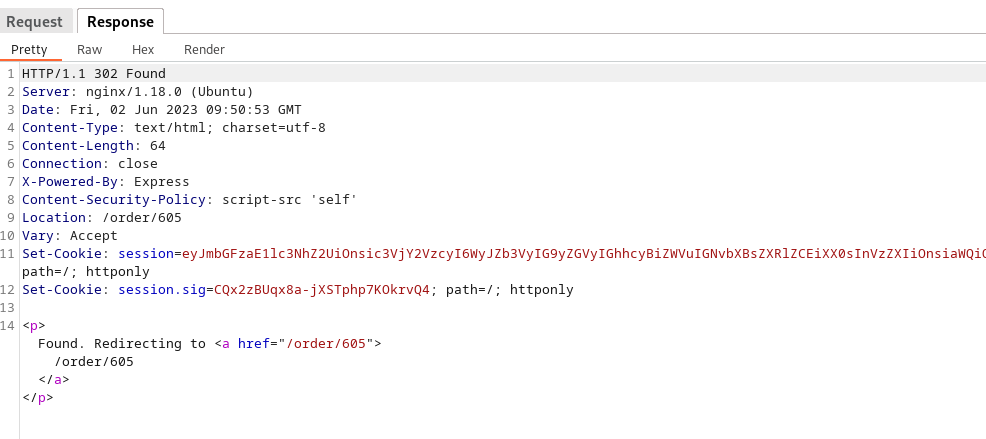 Request Response
Pretty Raw Hex Render
1 HTTP/1.1 302 Found
2 Server: nginx/1.18.0 (Ubuntu)
3 Date: Fri, 02 Jun 2023 09:50:53 GMT
4 Content-Type: text/html; charset=utf-8
5 Content-Length: 64
6 Connection: close
7 X-Powered-By: Express
8 Content-Security-Policy: script-src 'self'
9 Location: /order/605
10 Vary: Accept
11 Set-Cookie: session=eyJmbGFzaE1lc3NhZ2UiOnsic3VjY2VzcyI6WyJZb3VyIG9yZGVyIGhhcyBiZWVuIGNvbXBsZXRlZCEiXX0sInVzZXIiOnsiaWQiO
path=/; httponly
12 Set-Cookie: session.sig=CQx2zBUqx8a-jXSTphp7KOkrvQ4; path=/; httponly
13
14 <p>
Found. Redirecting to <a href="/order/605">
/order/605
</a>
</p>